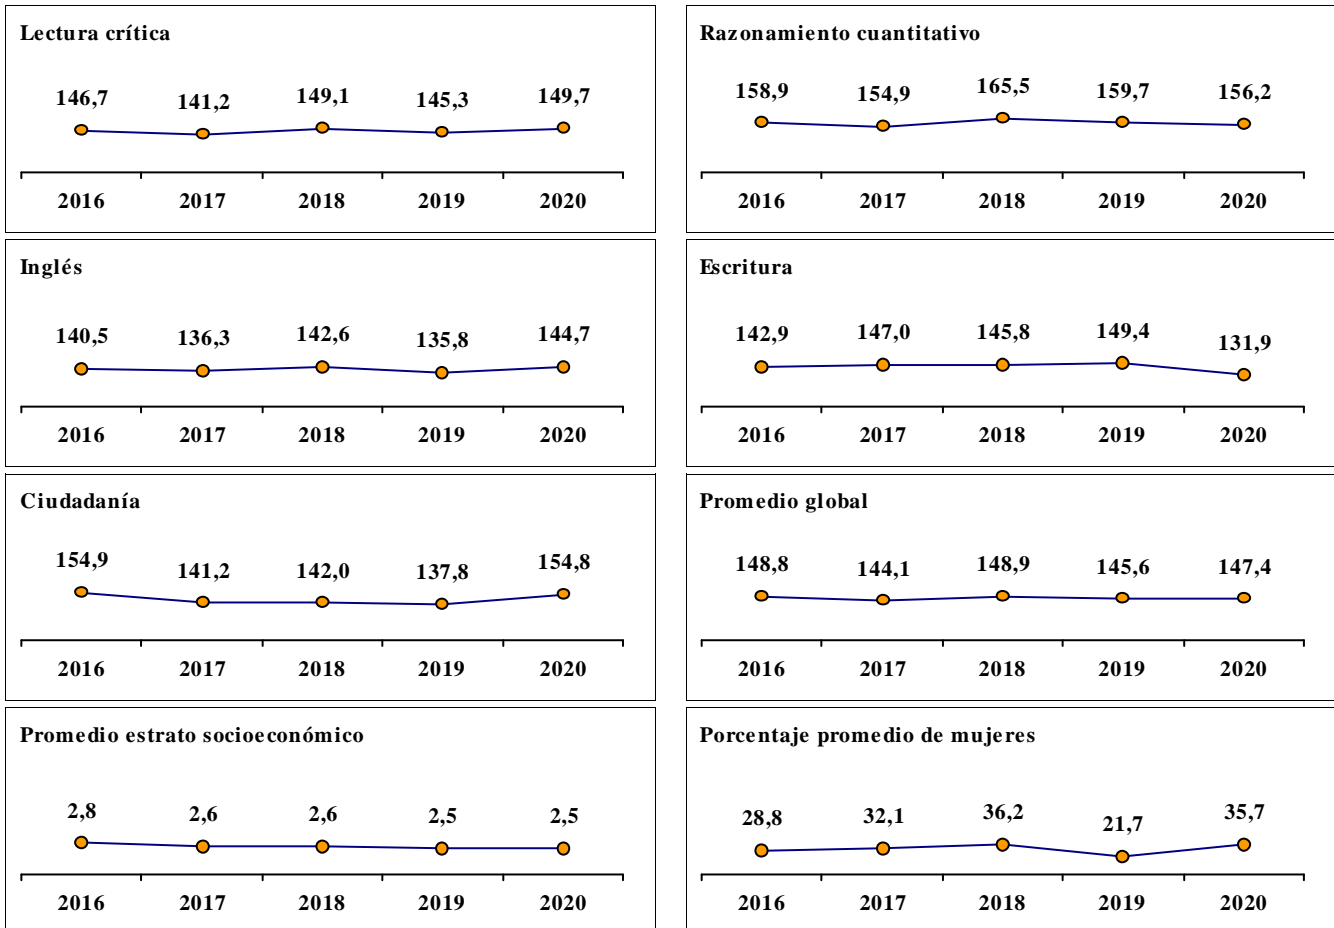 Lectura crítica
146,7 141,2 149,1 145,3 149,7
2016 2017 2018 2019 2020
Razonamiento cuantitativo
158,9 154,9 165,5 159,7 156,2
2016 2017 2018 2019 2020
Inglés
140,5 136,3 142,6 135,8 144,7
2016 2017 2018 2019 2020
Escritura
142,9 147,0 145,8 149,4 131,9
2016 2017 2018 2019 2020
Ciudadanía
154,9 141,2 142,0 137,8 154,8
2016 2017 2018 2019 2020
Promedio global
148,8 144,1 148,9 145,6 147,4
2016 2017 2018 2019 2020
Promedio estrato socioeconómico
2,8 2,6 2,6 2,5 2,5
2016 2017 2018 2019 2020
Porcentaje promedio de mujeres
28,8 32,1 36,2 21,7 35,7
2016 2017 2018 2019 2020